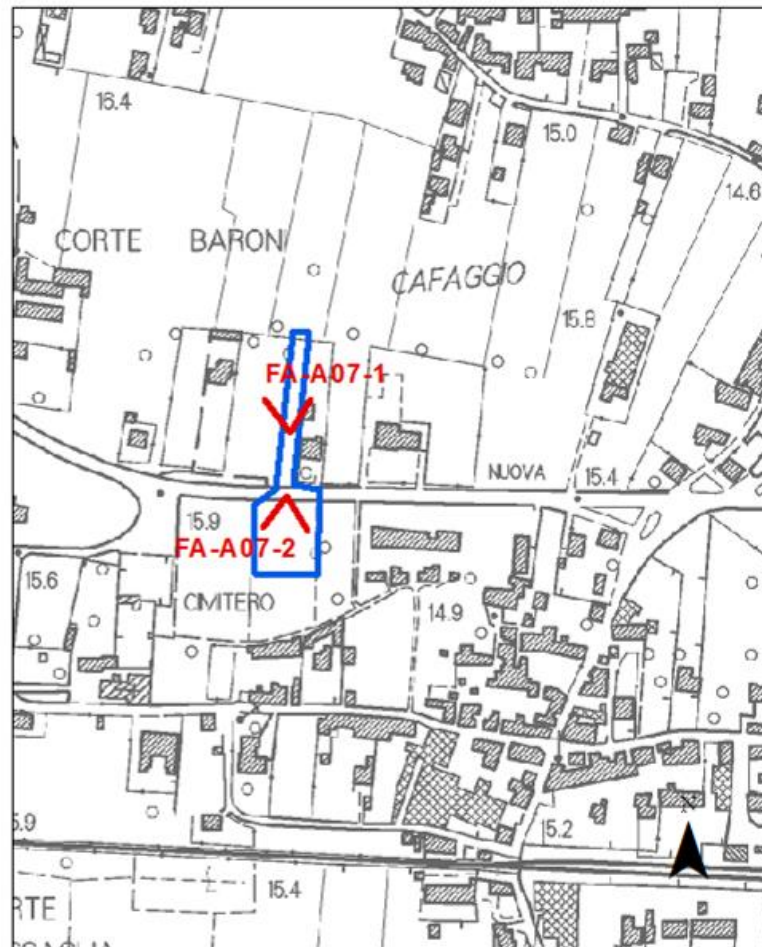 16.4
15.0
14.6
CORTE BARON
CAFAGGIO
15.8
FA-A07-1
NUOVA
15.4
15.9
FA-A07-2
15.6
CIMITERO
14.9
N
5.9
15.2
15.4
RTE